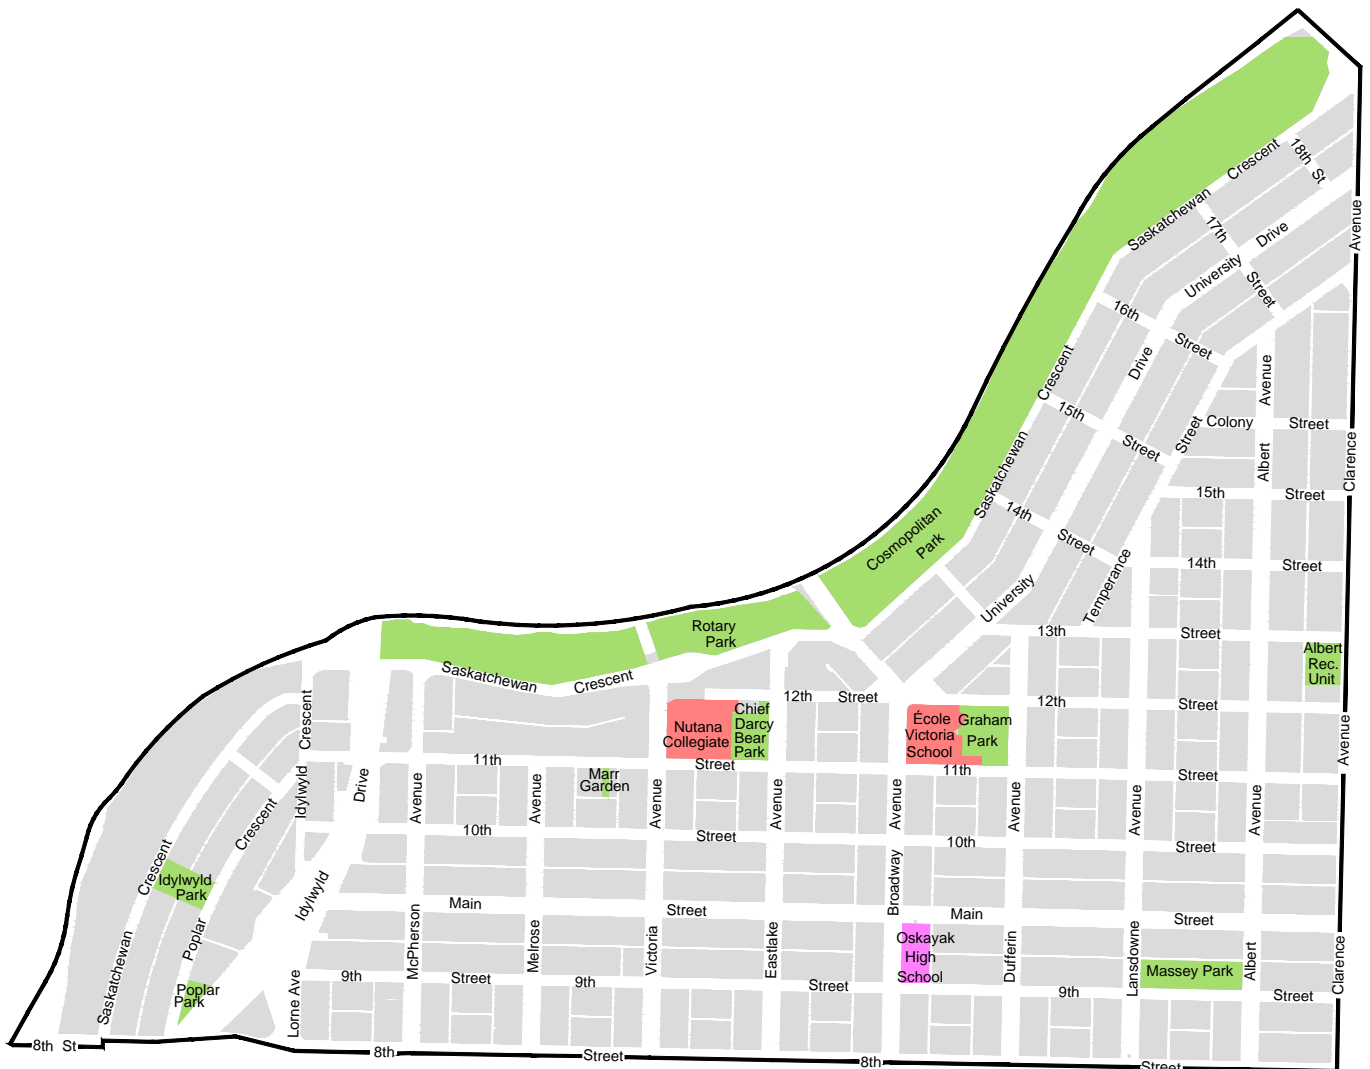 18th St
Crescent
Saskatchewan
17th
Street
Drive
University
Avenue
16th
Street
Drive
Crescent
15th
Street
Street
Avenue
Colony
Street
Albert
Clarence
Saskatchewan
15th
Street
14th
Street
Cosmopolitan
Park
14th
Street
Temperance
University
13th
Street
Rotary
Park
Albert
Rec.
Unit
Saskatchewan
Crescent
12th
Street
12th
Street
Crescent
Nutana
Collegiate
Chief
Darcy
Bear
Park
École
Victoria
School
Graham
Park
Avenue
11th
Street
11th
Street
Marr
Garden
Idylwyld
Drive
Avenue
Avenue
Avenue
Avenue
Avenue
Avenue
Avenue
Avenue
Crescent
10th
Street
10th
Street
Crescent
Idylwyld
Park
Idylwyld
Broadway
Main
Street
Main
Street
Poplar
Saskatchewan
McPherson
Melrose
Victoria
Eastlake
Oskayak
High
School
Dufferin
Lansdowne
Massey Park
Albert
Clarence
Poplar
Park
Lorne Ave
9th
Street
9th
Street
9th
Street
8th St
8th
Street
8th
Street